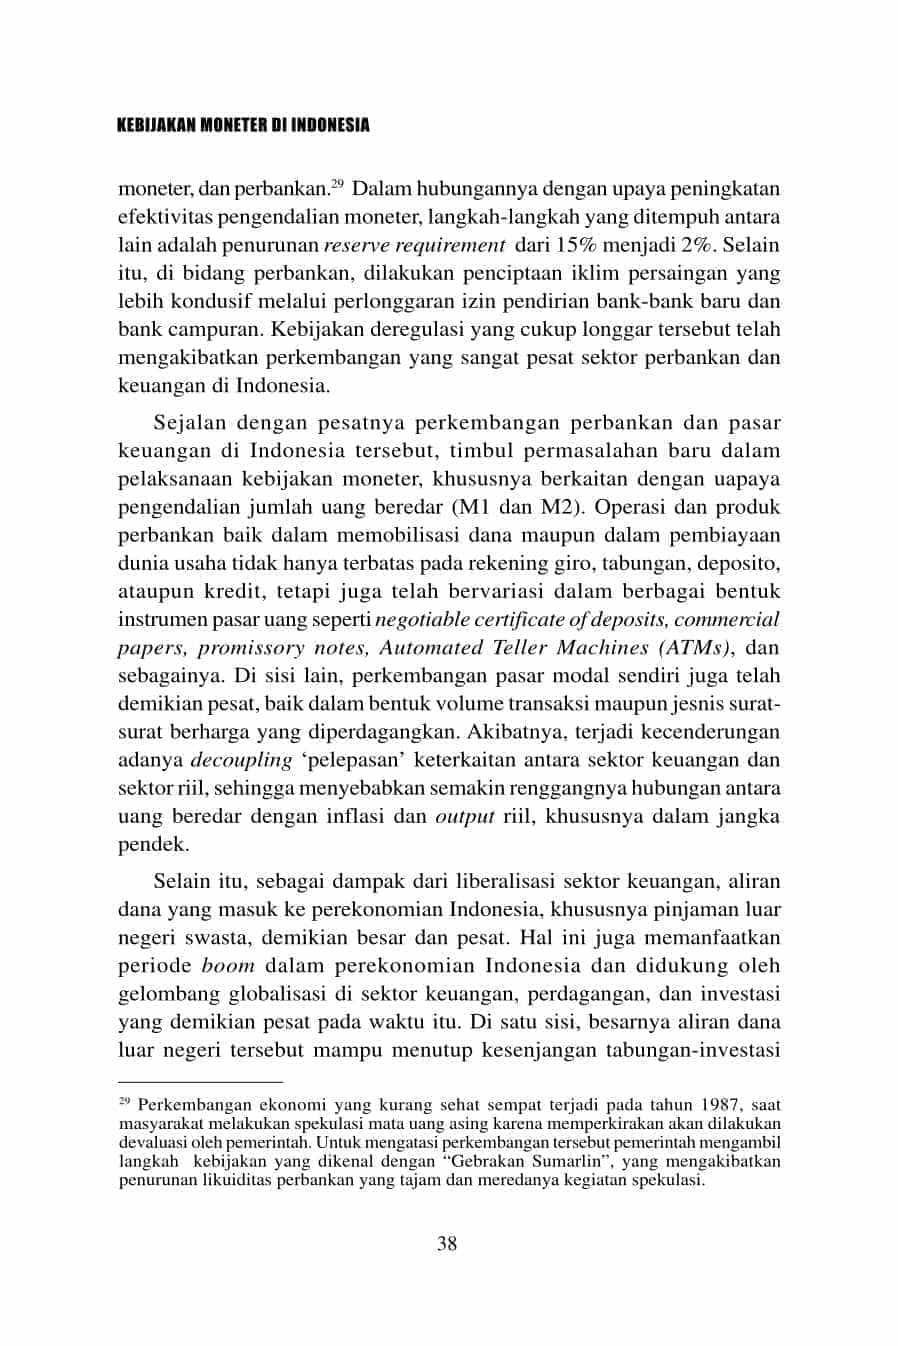 KEBIJAKAN MONETER DI INDONESIA
moneter, dan perbankan.²⁹ Dalam hubungannya dengan upaya peningkatan
efektivitas pengendalian moneter, langkah-langkah yang ditempuh antara
lain adalah penurunan reserve requirement dari 15% menjadi 2%. Selain
itu, di bidang perbankan, dilakukan penciptaan iklim persaingan yang
lebih kondusif melalui perlonggaran izin pendirian bank-bank baru dan
bank campuran. Kebijakan deregulasi yang cukup longgar tersebut telah
mengakibatkan perkembangan yang sangat pesat sektor perbankan dan
keuangan di Indonesia.
Sejalan dengan pesatnya perkembangan perbankan dan pasar
keuangan di Indonesia tersebut, timbul permasalahan baru dalam
pelaksanaan kebijakan moneter, khususnya berkaitan dengan uapaya
pengendalian jumlah uang beredar (M1 dan M2). Operasi dan produk
perbankan baik dalam memobilisasi dana maupun dalam pembiayaan
dunia usaha tidak hanya terbatas pada rekening giro, tabungan, deposito,
ataupun kredit, tetapi juga telah bervariasi dalam berbagai bentuk
instrumen pasar uang seperti negotiable certificate of deposits, commercial
papers, promissory notes, Automated Teller Machines (ATMs), dan
sebagainya. Di sisi lain, perkembangan pasar modal sendiri juga telah
demikian pesat, baik dalam bentuk volume transaksi maupun jesnis surat-
surat berharga yang diperdagangkan. Akibatnya, terjadi kecenderungan
adanya decoupling ‘pelepasan’ keterkaitan antara sektor keuangan dan
sektor riil, sehingga menyebabkan semakin renggangnya hubungan antara
uang beredar dengan inflasi dan output riil, khususnya dalam jangka
pendek.
Selain itu, sebagai dampak dari liberalisasi sektor keuangan, aliran
dana yang masuk ke perekonomian Indonesia, khususnya pinjaman luar
negeri swasta, demikian besar dan pesat. Hal ini juga memanfaatkan
periode boom dalam perekonomian Indonesia dan didukung oleh
gelombang globalisasi di sektor keuangan, perdagangan, dan investasi
yang demikian pesat pada waktu itu. Di satu sisi, besarnya aliran dana
luar negeri tersebut mampu menutup kesenjangan tabungan-investasi
²⁹ Perkembangan ekonomi yang kurang sehat sempat terjadi pada tahun 1987, saat
masyarakat melakukan spekulasi mata uang asing karena memperkirakan akan dilakukan
devaluasi oleh pemerintah. Untuk mengatasi perkembangan tersebut pemerintah mengambil
langkah kebijakan yang dikenal dengan “Gebrakan Sumarlin”, yang mengakibatkan
penurunan likuiditas perbankan yang tajam dan meredanya kegiatan spekulasi.
38